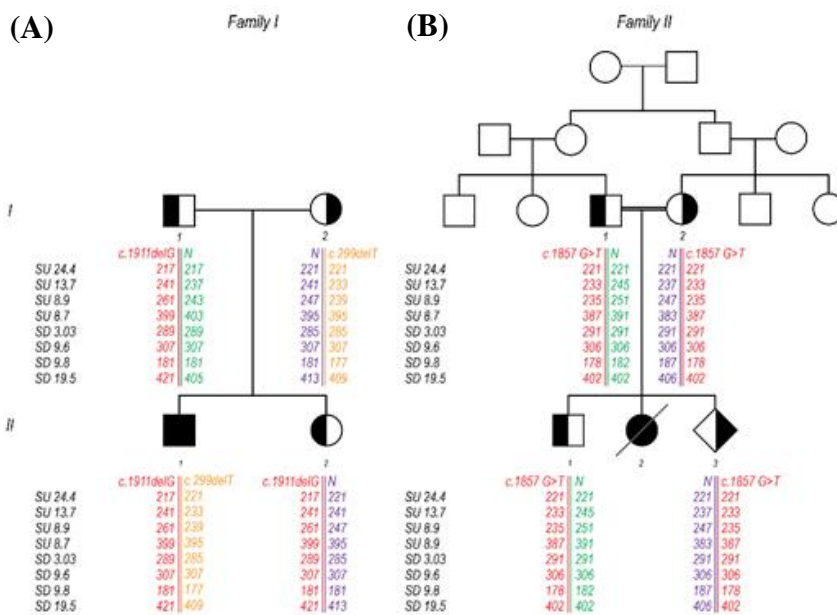 (A) Family I (B) Family II
I
1 2 1 2
c.1911delG N N c.299delT c.1857 G>T N N c.1857 G>T
SU 24.4 217 217 221 221 SU 24.4 221 221 221 221
SU 13.7 241 237 241 233 SU 13.7 233 245 237 233
SU 8.9 261 243 247 239 SU 8.9 235 251 247 235
SU 8.7 399 403 395 395 SU 8.7 387 391 383 387
SD 3.03 289 289 285 285 SD 3.03 291 291 291 291
SD 9.6 307 307 307 307 SD 9.6 306 306 306 306
SD 9.8 181 181 181 177 SD 9.8 178 182 187 178
SD 19.5 421 405 413 409 SD 19.5 402 402 406 402
II
1 2 1 2 3
c.1911delG c.299delT c.1911delG N c.1857 G>T N N c.1857 G>T
SU 24.4 217 221 217 221 SU 24.4 221 221 221 221
SU 13.7 241 233 241 241 SU 13.7 233 245 237 233
SU 8.9 261 239 261 247 SU 8.9 235 251 247 235
SU 8.7 399 395 399 395 SU 8.9 387 391 383 387
SD 3.03 289 285 289 285 SD 3.03 291 291 291 291
SD 9.6 307 307 307 307 SD 9.6 306 306 306 306
SD 9.8 181 177 181 181 SD 9.8 178 182 187 178
SD 19.5 421 409 421 413 SD 19.5 402 402 406 402